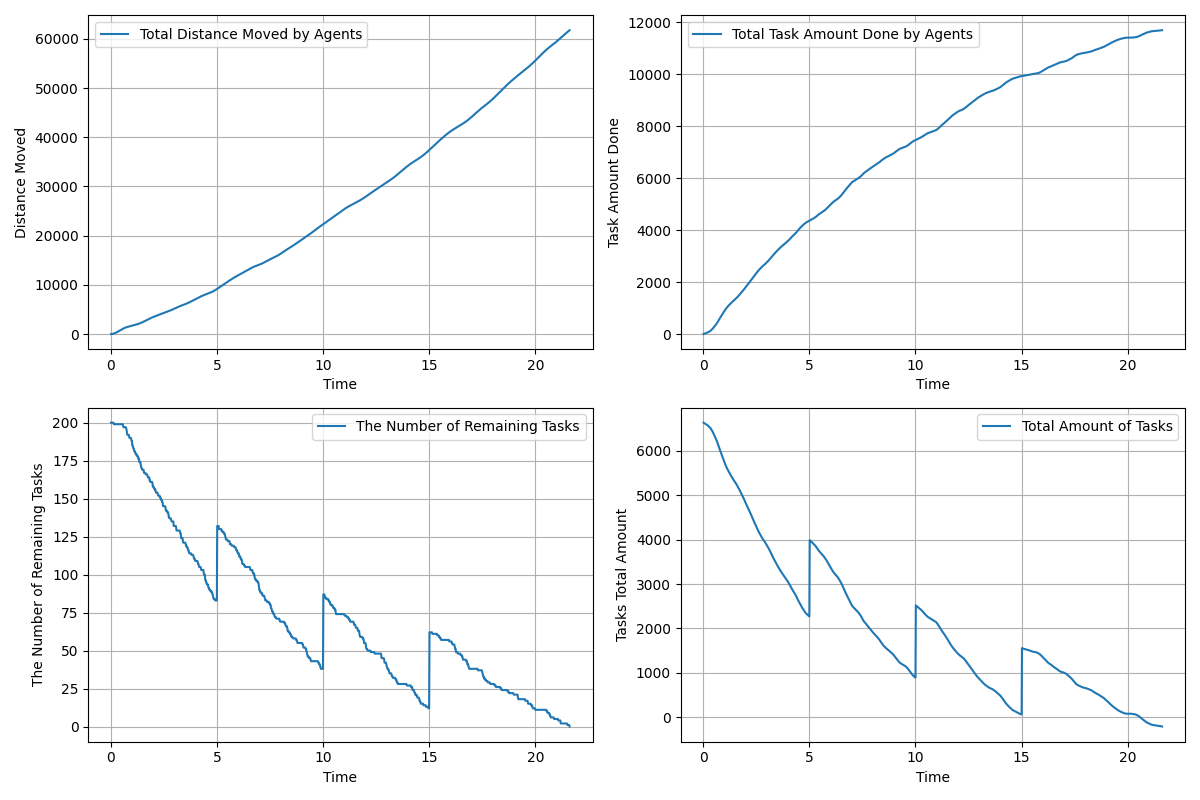 Total Distance Moved by Agents
Distance Moved
60000
50000
40000
30000
20000
10000
0
0 5 10 15 20
Time
Total Task Amount Done by Agents
Task Amount Done
12000
10000
8000
6000
4000
2000
0
0 5 10 15 20
Time
The Number of Remaining Tasks
The Number of Remaining Tasks
200
175
150
125
100
75
50
25
0
0 5 10 15 20
Time
Total Amount of Tasks
Tasks Total Amount
6000
5000
4000
3000
2000
1000
0
0 5 10 15 20
Time